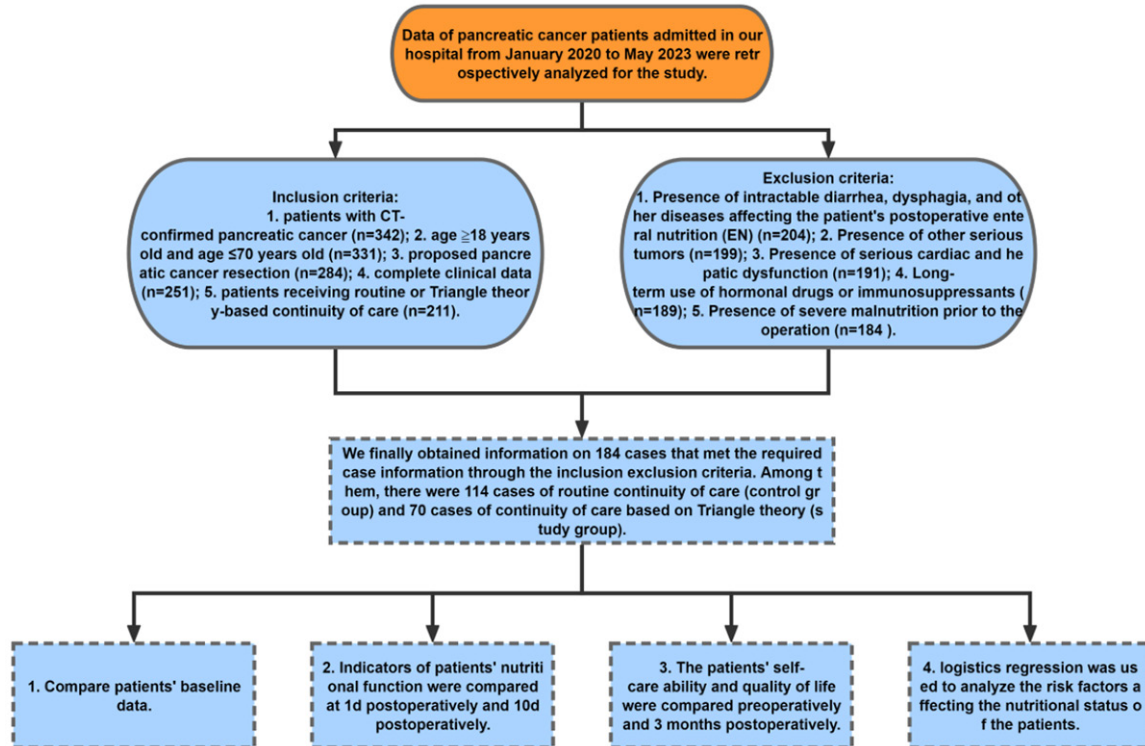 Data of pancreatic cancer patients admitted in our
hospital from January 2020 to May 2023 were retr
ospectively analyzed for the study.
Inclusion criteria:
1. patients with CT-
confirmed pancreatic cancer (n=342); 2. age ≧18 years
old and age ≤70 years old (n=331); 3. proposed pancre
atic cancer resection (n=284); 4. complete clinical data
(n=251); 5. patients receiving routine or Triangle theor
y-based continuity of care (n=211).
Exclusion criteria:
1. Presence of intractable diarrhea, dysphagia, and ot
her diseases affecting the patient's postoperative ente
ral nutrition (EN) (n=204); 2. Presence of other serious
tumors (n=199); 3. Presence of serious cardiac and he
patic dysfunction (n=191); 4. Long-
term use of hormonal drugs or immunosuppressants (
n=189); 5. Presence of severe malnutrition prior to the
operation (n=184 ).
We finally obtained information on 184 cases that met the required
case information through the inclusion exclusion criteria. Among t
hem, there were 114 cases of routine continuity of care (control gr
oup) and 70 cases of continuity of care based on Triangle theory (s
tudy group).
1. Compare patients' baseline
data.
2. Indicators of patients' nutriti
onal function were compared
at 1d postoperatively and 10d
postoperatively.
3. The patients' self-
care ability and quality of life
were compared preoperatively
and 3 months postoperatively.
4. logistics regression was us
ed to analyze the risk factors a
ffecting the nutritional status o
f the patients.